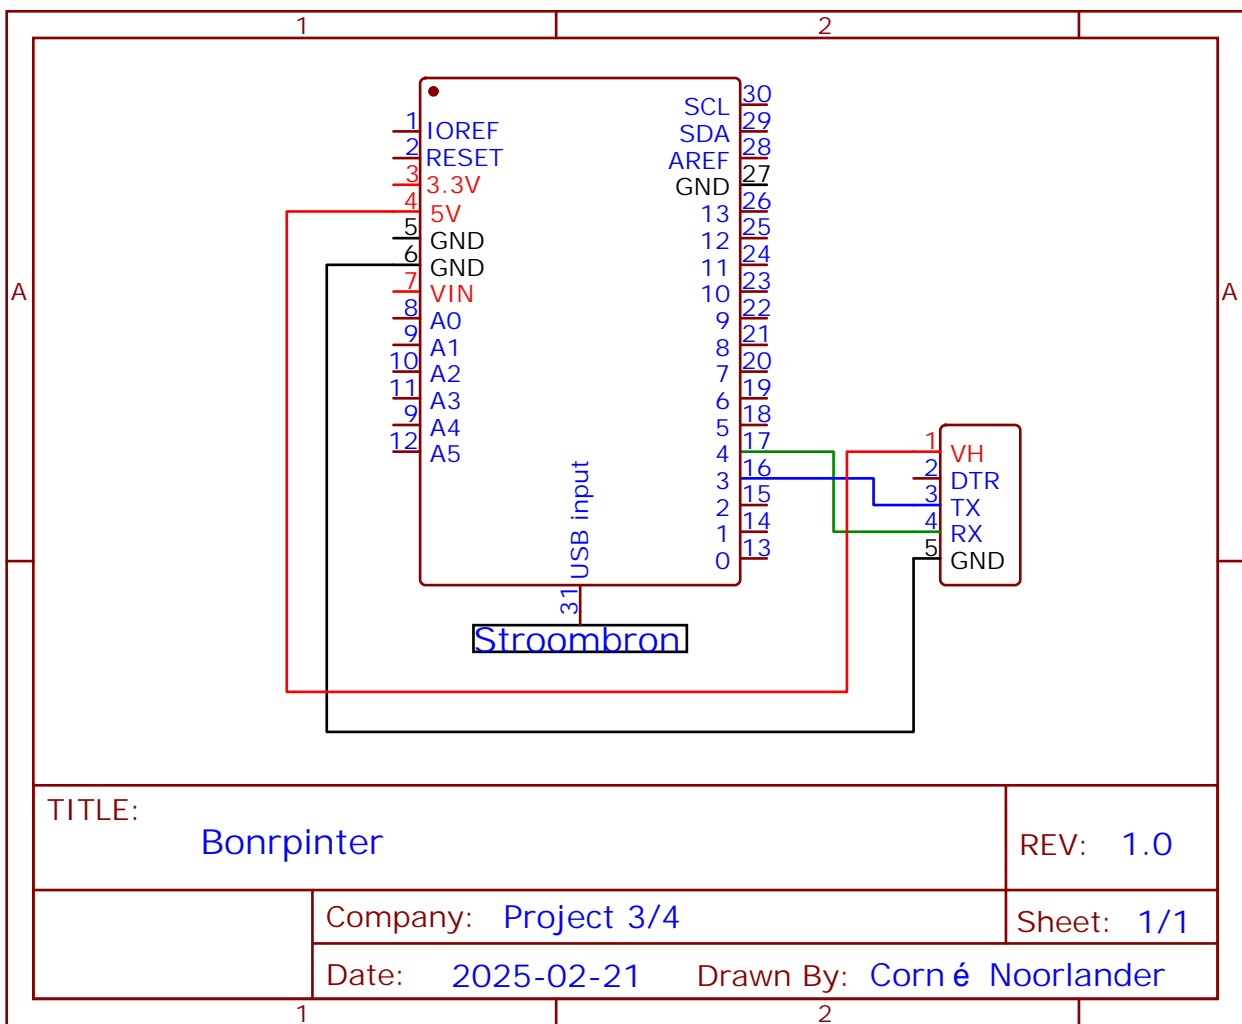 1 2
A A
1 IOREF
2 RESET
3 3.3V
4 5V
5 GND
6 GND
7 VIN
8 A0
9 A1
10 A2
11 A3
9 A4
12 A5
SCL 30
SDA 29
AREF 28
GND 27
13 26
12 25
11 24
10 23
9 22
8 21
7 20
6 19
5 18
4 17
3 16
2 15
1 14
0 13
USB input
31
Stroombron
1 VH
2 DTR
3 TX
4 RX
5 GND
TITLE:
Bonrpinter
REV: 1.0
Company: Project 3/4
Sheet: 1/1
Date: 2025-02-21 Drawn By: Corné Noorlander
1 2